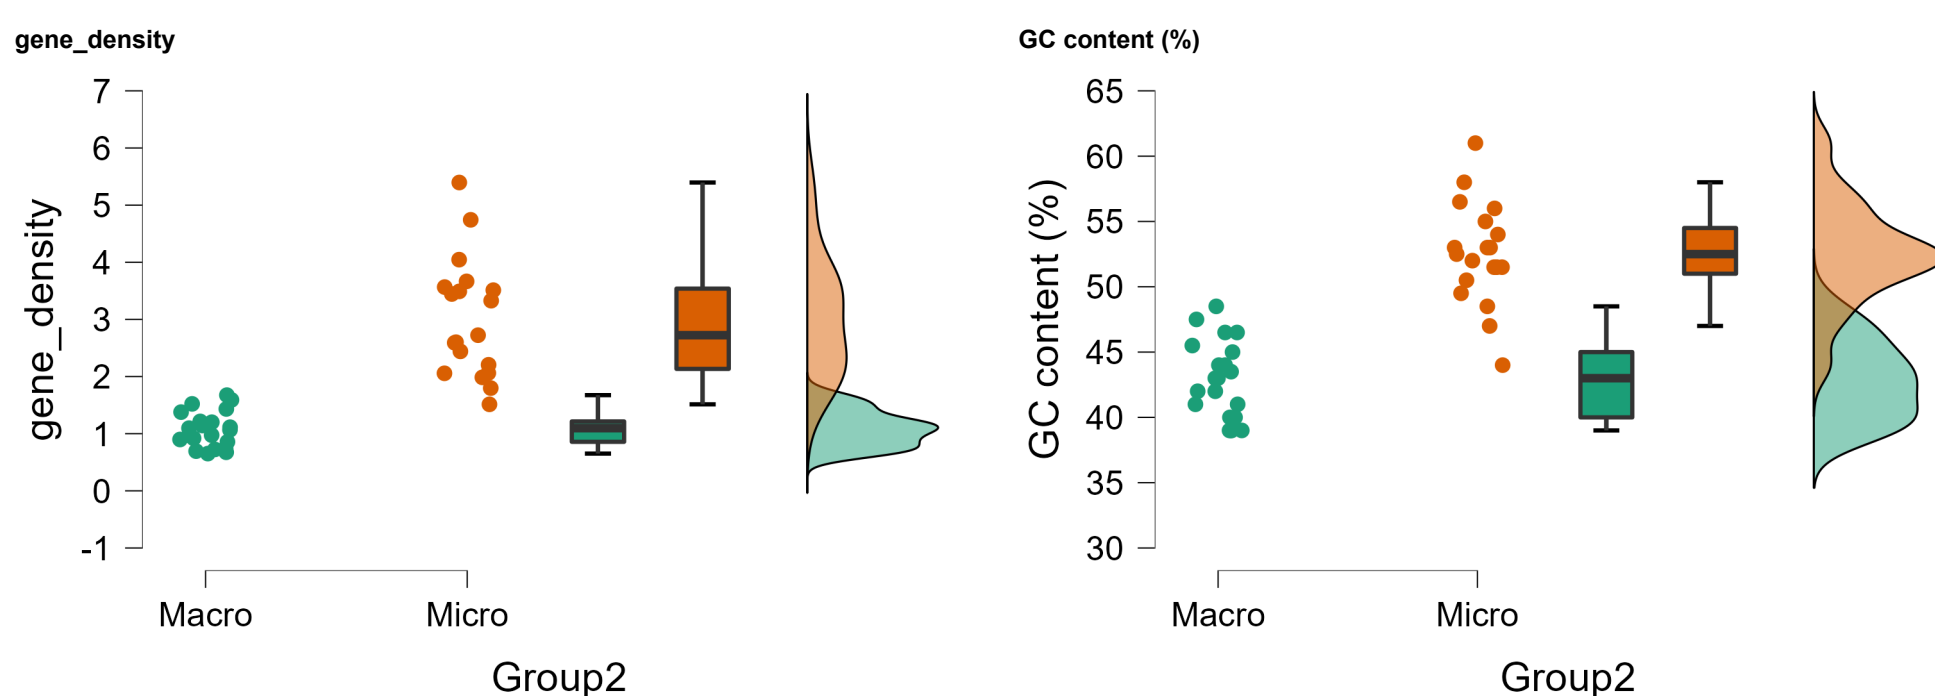 gene_density
7
6
5
4
3
2
1
0
-1
gene_density
Macro Micro
Group2
GC content (%)
65
60
55
50
45
40
35
30
GC content (%)
Macro Micro
Group2